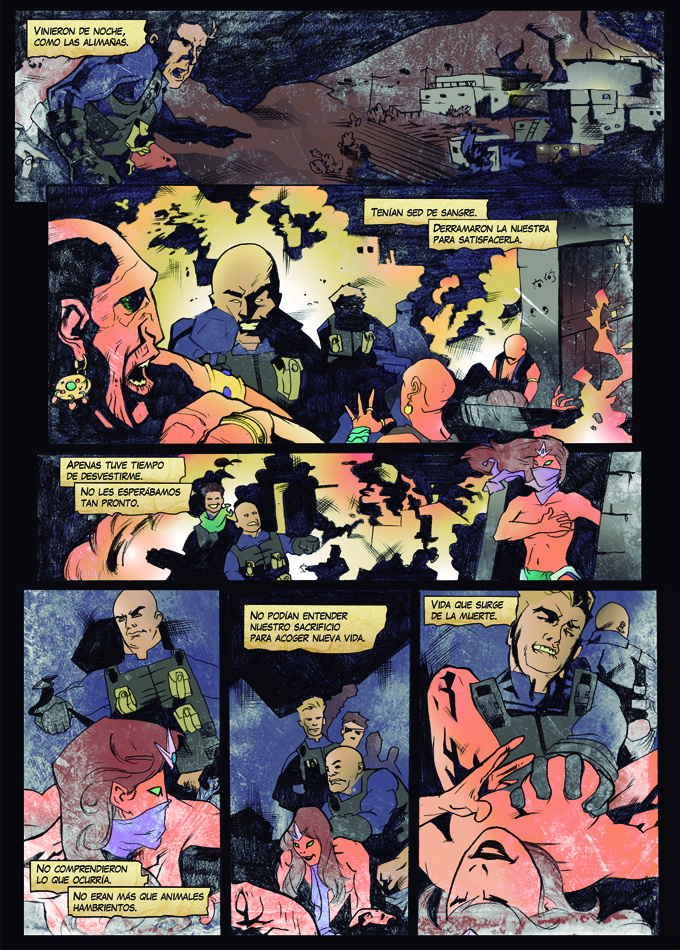 VINIERON DE NOCHE,
COMO LAS ALIMAÑAS.
TENÍAN SED DE SANGRE.
DERRAMARON LA NUESTRA
PARA SATISFACERLA.
APENAS TUVE TIEMPO
DE DESVESTIRME.
NO LES ESPERÁBAMOS
TAN PRONTO.
NO COMPRENDIERON
LO QUE OCURRÍA.
NO ERAN MÁS QUE ANIMALES
HAMBRIENTOS.
NO PODÍAN ENTENDER
NUESTRO SACRIFICIO
PARA ACOGER NUEVA VIDA.
VIDA QUE SURGE
DE LA MUERTE.